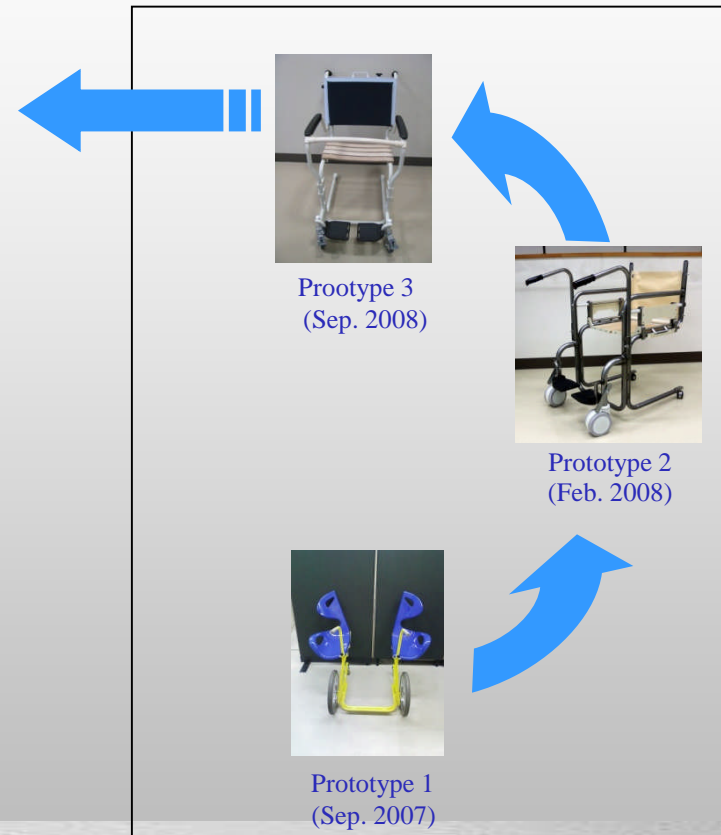 Prootype 3
(Sep. 2008)
Prototype 2
(Feb. 2008)
Prototype 1
(Sep. 2007)